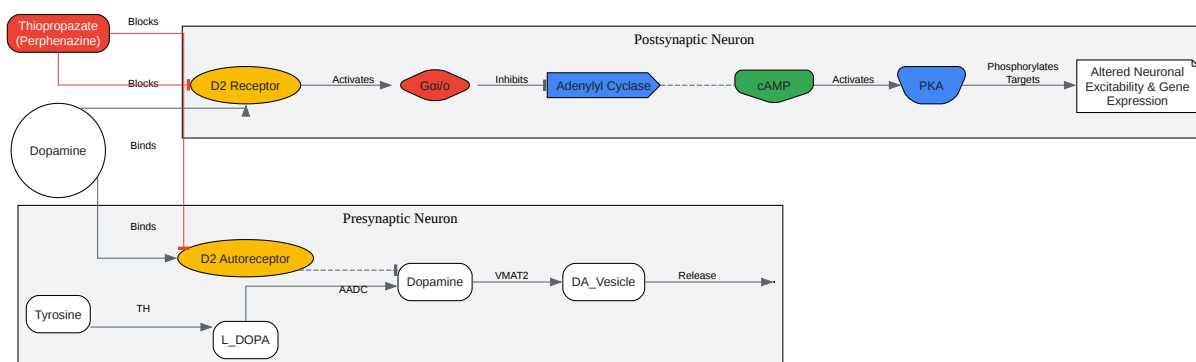 Thiopropazate
(Perphenazine)
Blocks
Blocks
Postsynaptic Neuron
D2 Receptor
Activates
Gαi/o
Inhibits
Adenylyl Cyclase
cAMP
Activates
PKA
Phosphorylates
Targets
Altered Neuronal
Excitability & Gene
Expression
Dopamine
Binds
Binds
Presynaptic Neuron
D2 Autoreceptor
Dopamine
VMAT2
DA_Vesicle
Release
AADC
Tyrosine
TH
L_DOPA